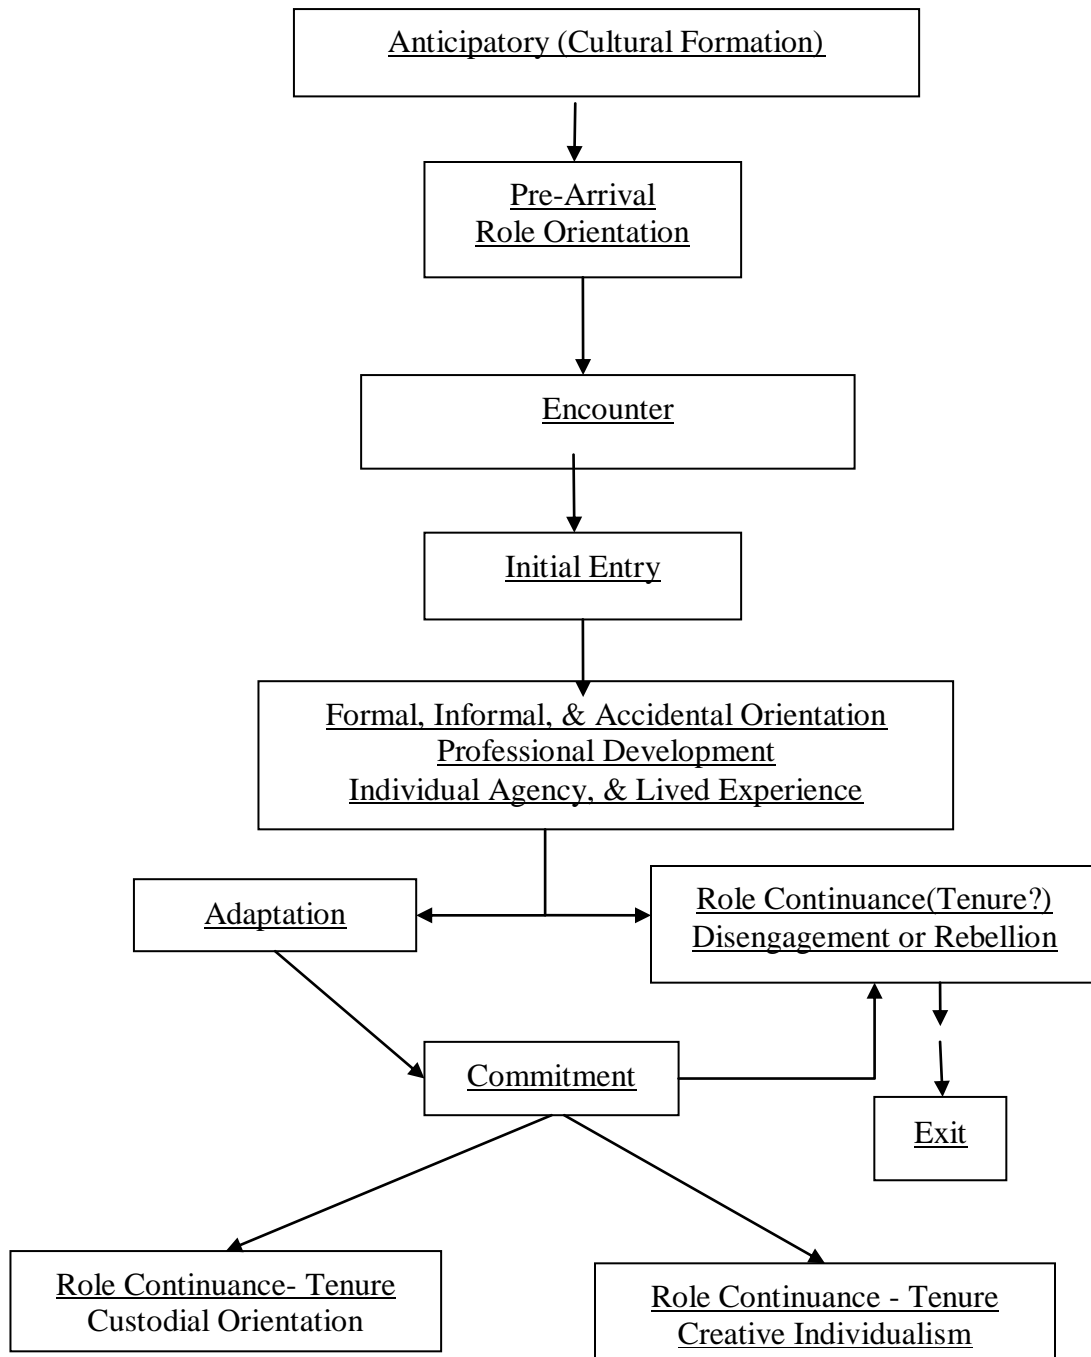 Anticipatory (Cultural Formation)
Pre-Arrival
Role Orientation
Encounter
Initial Entry
Formal, Informal, & Accidental Orientation
Professional Development
Individual Agency, & Lived Experience
Adaptation
Role Continuance(Tenure?)
Disengagement or Rebellion
Commitment
Exit
Role Continuance- Tenure
Custodial Orientation
Role Continuance - Tenure
Creative Individualism